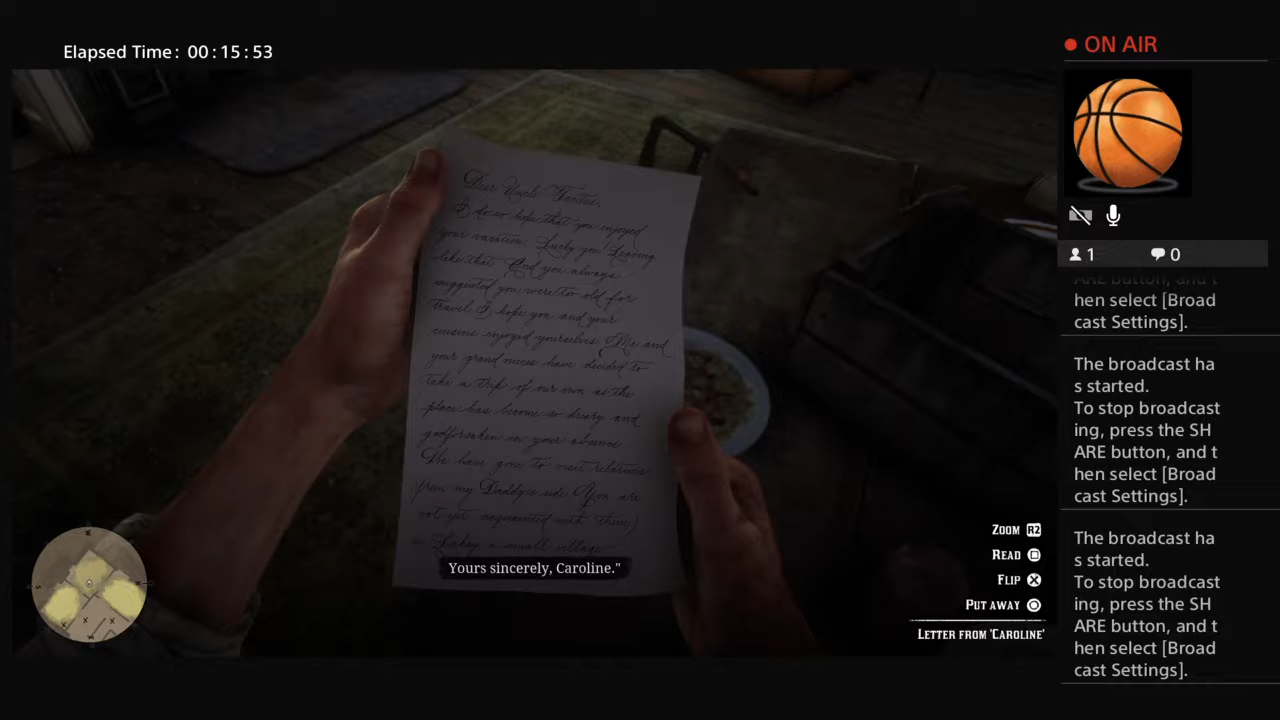 Elapsed Time: 00:15:53
ON AIR
1
0
ARE button, and t
hen select [Broad
cast Settings].
The broadcast ha
s started.
To stop broadcast
ing, press the SH
ARE button, and t
hen select [Broad
cast Settings].
The broadcast ha
s started.
To stop broadcast
ing, press the SH
ARE button, and t
hen select [Broad
cast Settings].
Dear Uncle
I do so hope that you enjoyed
your vacation. Lucky you! Leaving
like that. And you always
suggested you were too old for
travel. I hope you and your
cousins enjoyed yourselves. Me and
your grand nieces have decided to
take a trip of our own as the
place has become so dreary and
godforsaken in your absence.
We have gone to visit relations
from my Daddy's side (You are
not yet acquainted with them)
a small village
Yours sincerely, Caroline."
ZOOM R2
READ
FLIP
PUT AWAY
LETTER FROM 'CAROLINE'